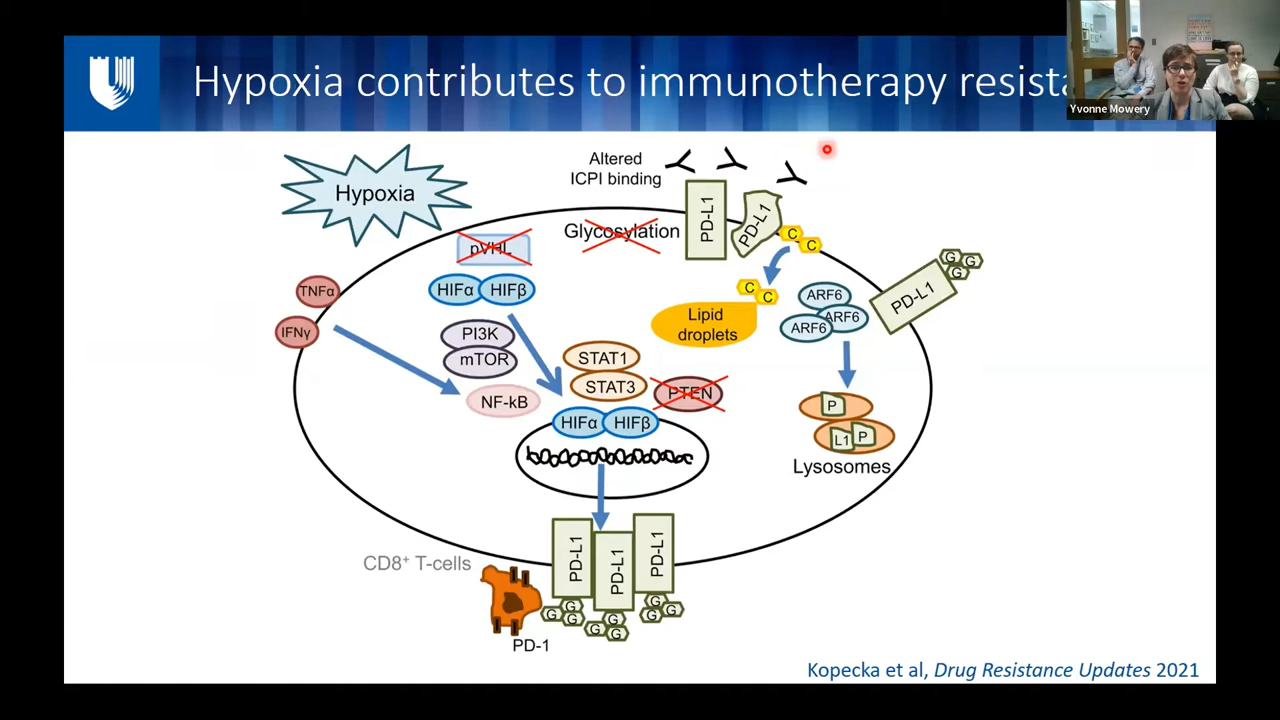 Hypoxia contributes to immunotherapy resista
Yvonne Mowery
Hypoxia
Altered
ICPI binding
PD-L1
PD-L1
Glycosylation
pVHL
C
C
C
C
G
G
G
PD-L1
TNFα
IFNγ
HIFα
HIFβ
Lipid
droplets
ARF6
ARF6
ARF6
PI3K
mTOR
STAT1
STAT3
PTEN
NF-kB
HIFα
HIFβ
P
L1
P
Lysosomes
CD8⁺ T-cells
PD-L1
PD-L1
PD-L1
G
G
G
G
G
G
G
G
G
PD-1
Kopecka et al, Drug Resistance Updates 2021